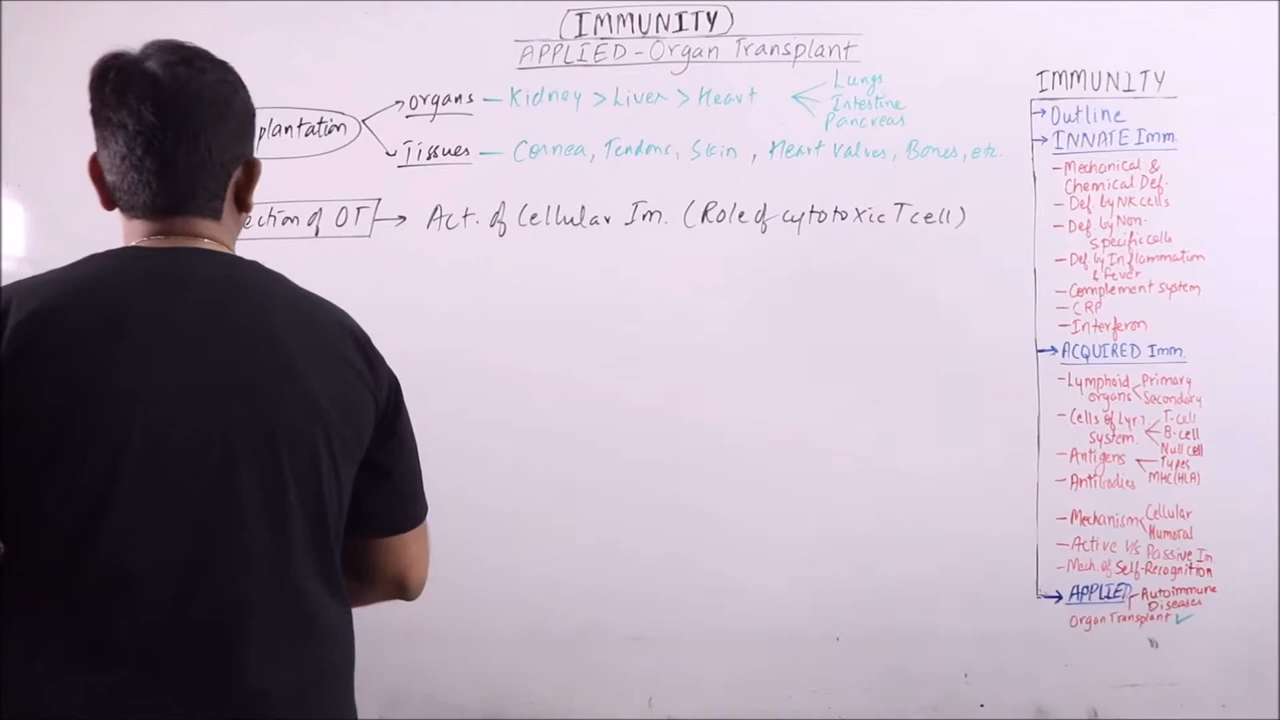 IMMUNITY
APPLIED - Organ Transplant
plantation
organs - Kidney > Liver > Heart
Lungs
Intestine
Pancreas
Tissues - Cornea, Tendons, Skin, Heart Valves, Bones, etc.
ection of OT → Act. of Cellular Im. (Role of cytotoxic T cell)
IMMUNITY
→ Outline
→ INNATE Imm.
- Mechanical &
Chemical Def.
- Def. by NK cells
- Def. by Non-
specific cells
- Def. by Inflammation
& fever
- Complement system
- CRP
- Interferon
→ ACQUIRED Imm.
- Lymphoid organs < Primary
Secondary
- Cells of Lym
system < T-cell
B-cell
Null cell
- Antigens < Types
MHC (HLA)
- Antibodies
- Mechanism < Cellular
Humoral
- Active V/s Passive Im.
- Mech. of Self-Recognition
→ APPLIED - Autoimmune
Diseases
Organ Transplant ✓